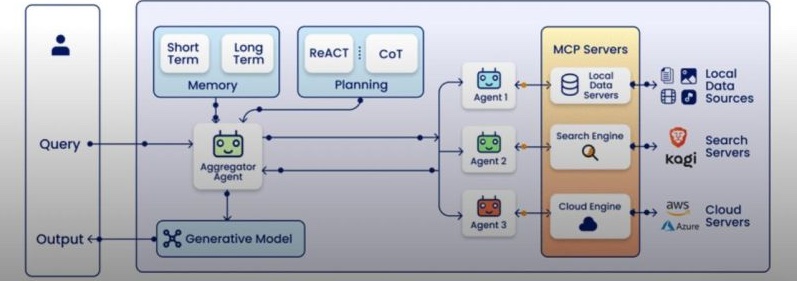 Query
Output
Short
Term
Long
Term
Memory
ReACT
CoT
Planning
Aggregator
Agent
Generative Model
Agent 1
Agent 2
Agent 3
MCP Servers
Local
Data
Servers
Search Engine
Cloud Engine
Local
Data
Sources
kagi
Search
Servers
aws
Azure
Cloud
Servers